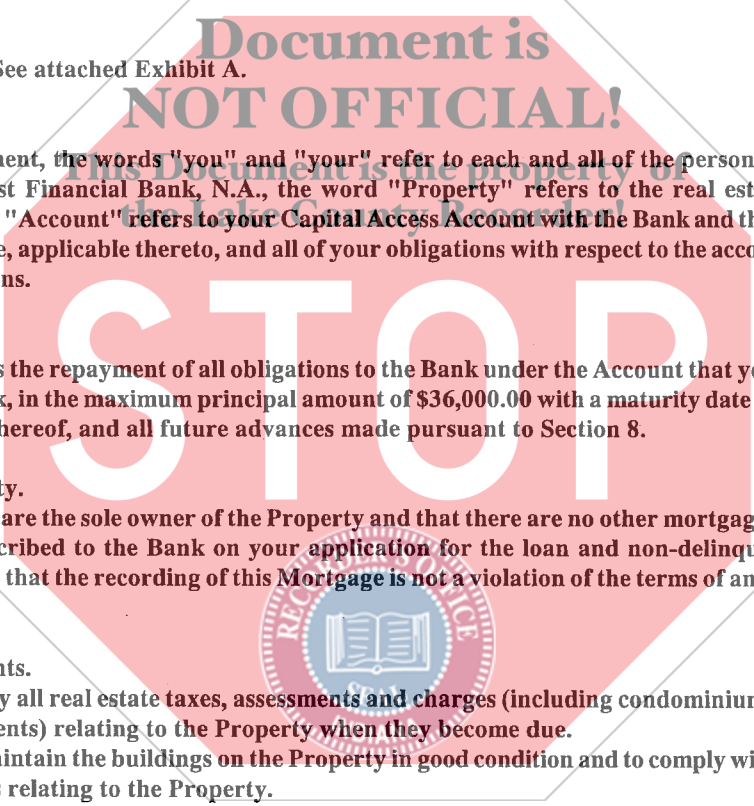 Document is
See attached Exhibit A.
NOT OFFICIAL!
ment, the words "you" and "your" refer to each and all of the person
This Document is the property of
st Financial Bank, N.A., the word "Property" refers to the real est
"Account" refers to your Capital Access Account with the Bank and th
the Lake County Recorder!
e, applicable thereto, and all of your obligations with respect to the acco
ns.
STOP
s the repayment of all obligations to the Bank under the Account that yo
k, in the maximum principal amount of $36,000.00 with a maturity date
hereof, and all future advances made pursuant to Section 8.
ty.
are the sole owner of the Property and that there are no other mortgag
cribed to the Bank on your application for the loan and non-delinqu
that the recording of this Mortgage is not a violation of the terms of an
RECORDER'S OFFICE
SEAL
nts.
y all real estate taxes, assessments and charges (including condominium
ents) relating to the Property when they become due.
aintain the buildings on the Property in good condition and to comply wi
s relating to the Property.